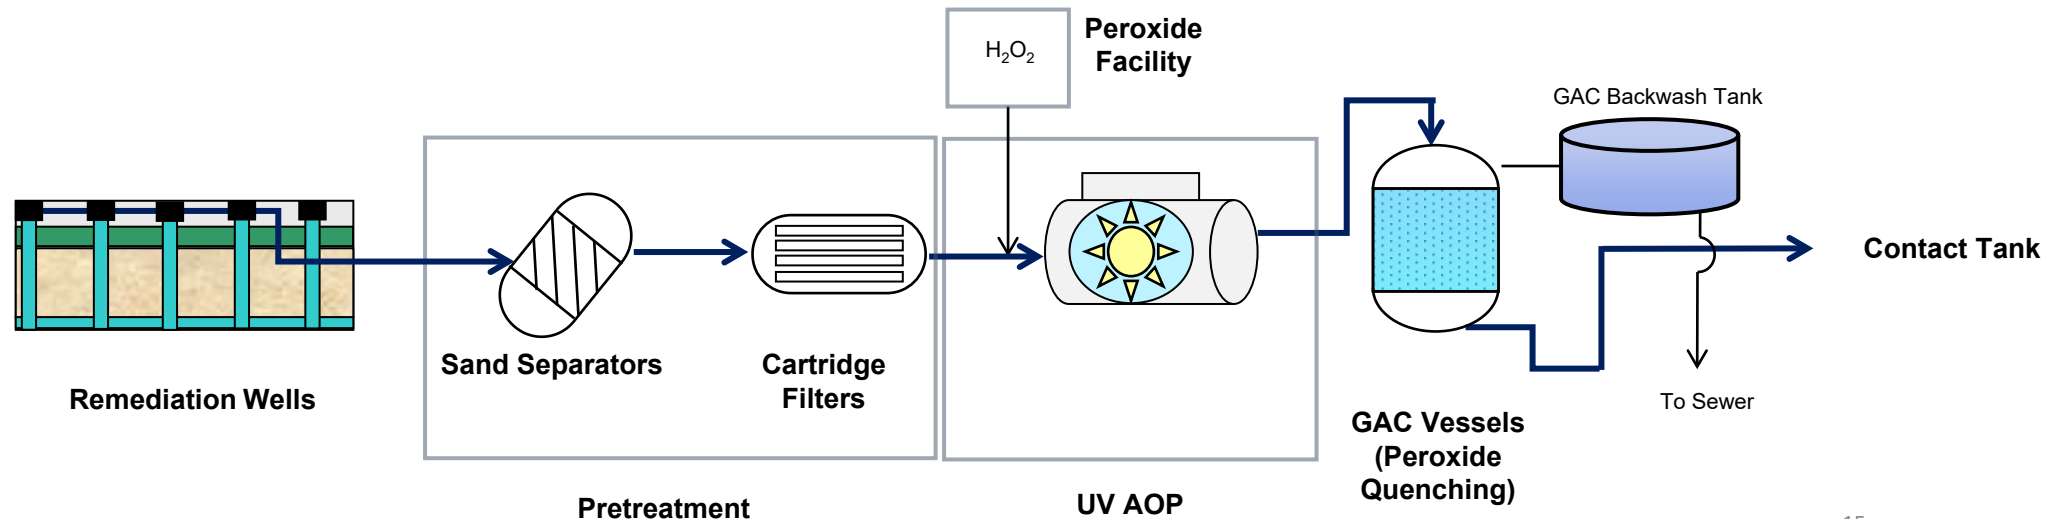 H₂O₂
Peroxide
Facility
GAC Backwash Tank
Contact Tank
Sand Separators
Cartridge
Filters
Remediation Wells
To Sewer
GAC Vessels
(Peroxide
Quenching)
Pretreatment
UV AOP